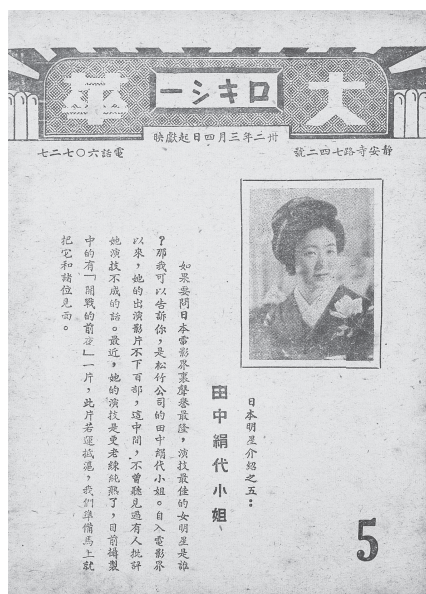 大華
ロキシー
卅二年三月四日起獻映
靜安寺路七四二號
電話六〇七二七
日本明星介紹之五：
田中絹代小姐、
如果要問日本電影界裏聲譽最隆，演技最佳的女明星是誰
？那我可以告訴你，是松竹公司的田中絹代小姐。自入電影界
以來，她的出演影片不下百部，這中間，不曾聽見過有人批評
她演技不成的話。最近，她的演技是更老練純熟了，目前攝製
中的有「開戰的前夜」一片，此片若運抵滬，我們準備馬上就
把它和諸位見面。
5